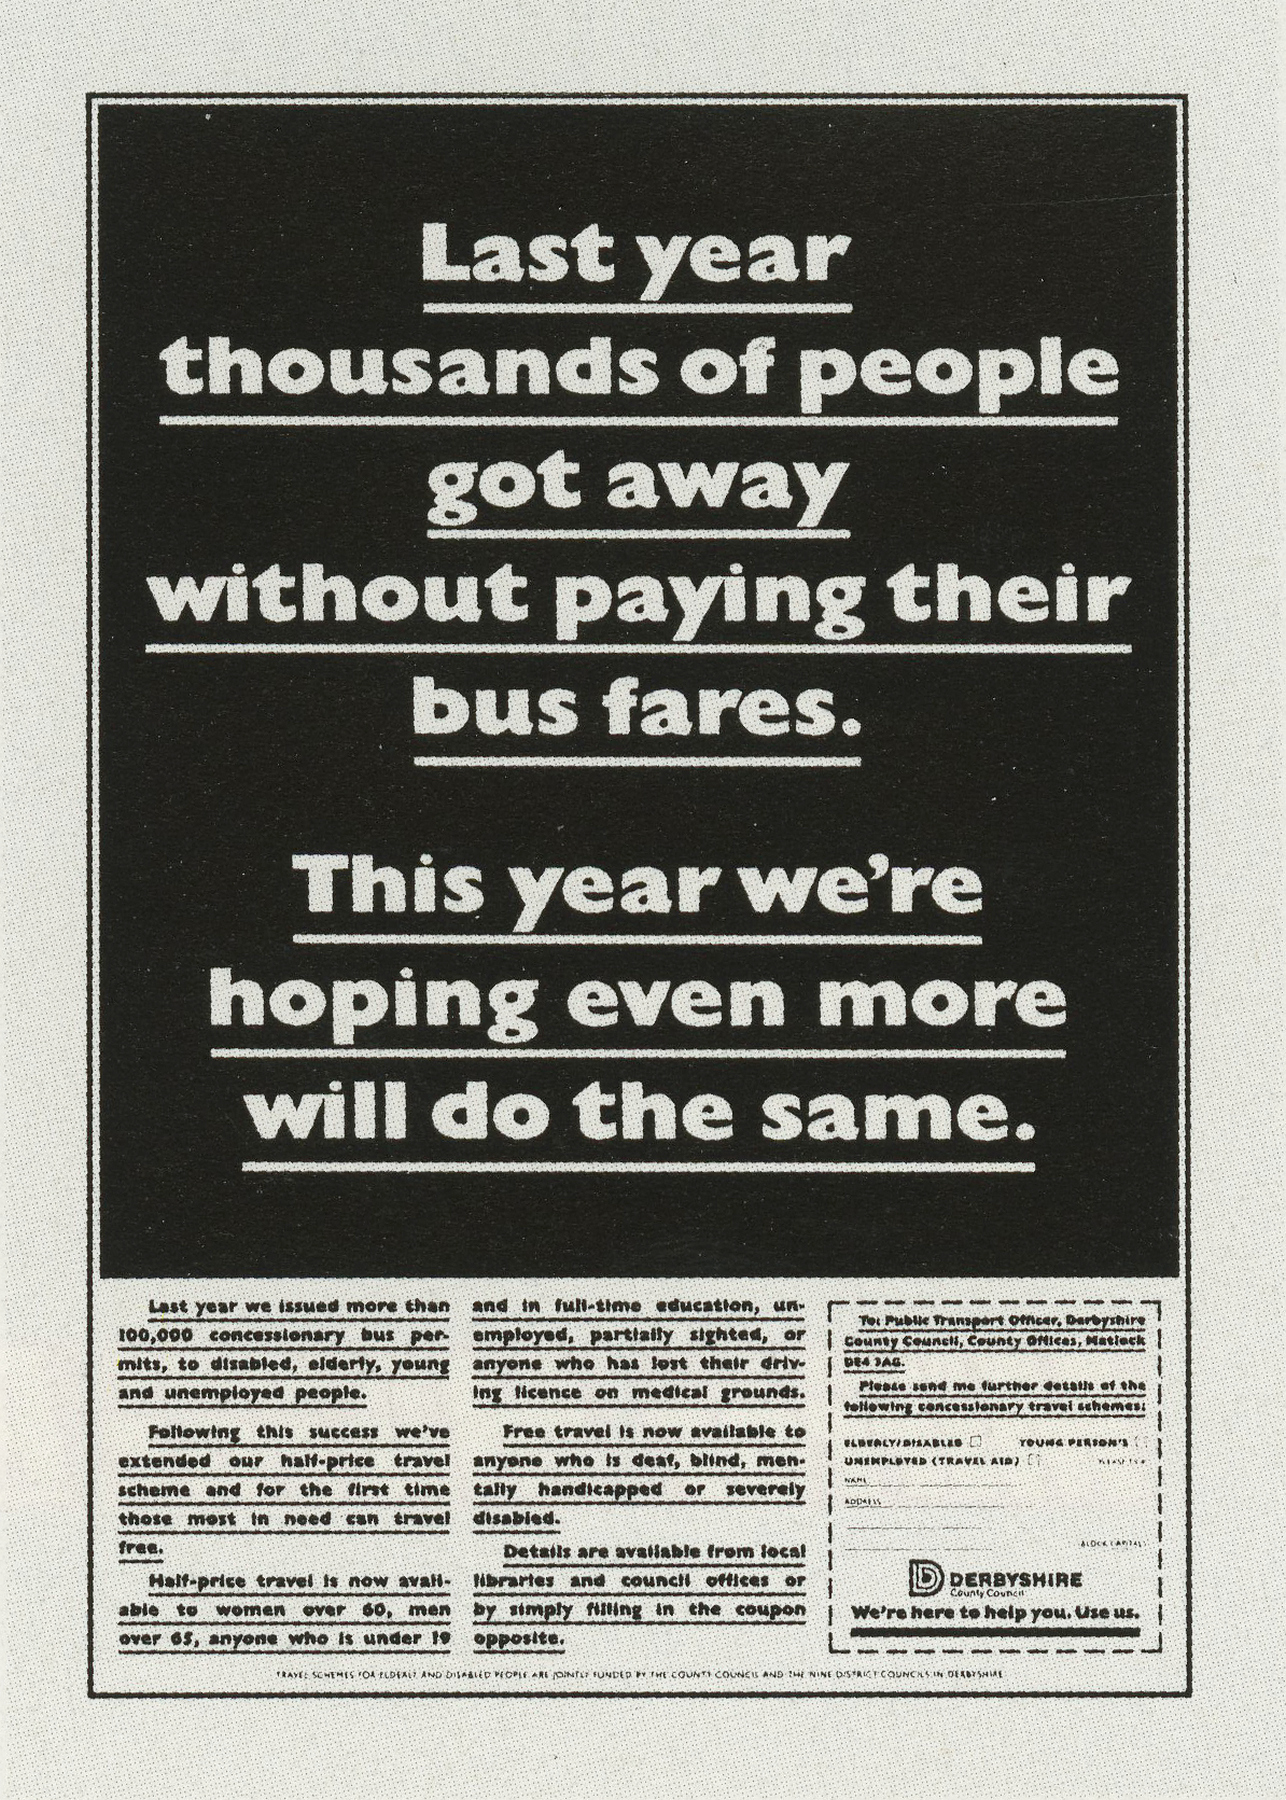 Last year
thousands of people
got away
without paying their
bus fares.
This year we're
hoping even more
will do the same.
Last year we issued more than
100,000 concessionary bus per-
mits, to disabled, elderly, young
and unemployed people.
Following this success we've
extended our half-price travel
scheme and for the first time
those most in need can travel
free.
Half-price travel is now avail-
able to women over 60, men
over 65, anyone who is under 19
and in full-time education, un-
employed, partially sighted, or
anyone who has lost their driv-
ing licence on medical grounds.
Free travel is now available to
anyone who is deaf, blind, men-
tally handicapped or severely
disabled.
Details are available from local
libraries and council offices or
by simply filling in the coupon
opposite.
To: Public Transport Officer, Derbyshire
County Council, County Offices, Matlock
DE4 3AG.
Please send me further details of the
following concessionary travel schemes:
ELDERLY/DISABLED YOUNG PERSON'S
UNEMPLOYED (TRAVEL AID)
NAME
ADDRESS
BLOCK CAPITALS
DERBYSHIRE
County Council
We're here to help you. Use us.
TRAVEL SCHEMES FOR ELDERLY AND DISABLED PEOPLE ARE JOINTLY FUNDED BY THE COUNTY COUNCIL AND THE NINE DISTRICT COUNCILS IN DERBYSHIRE